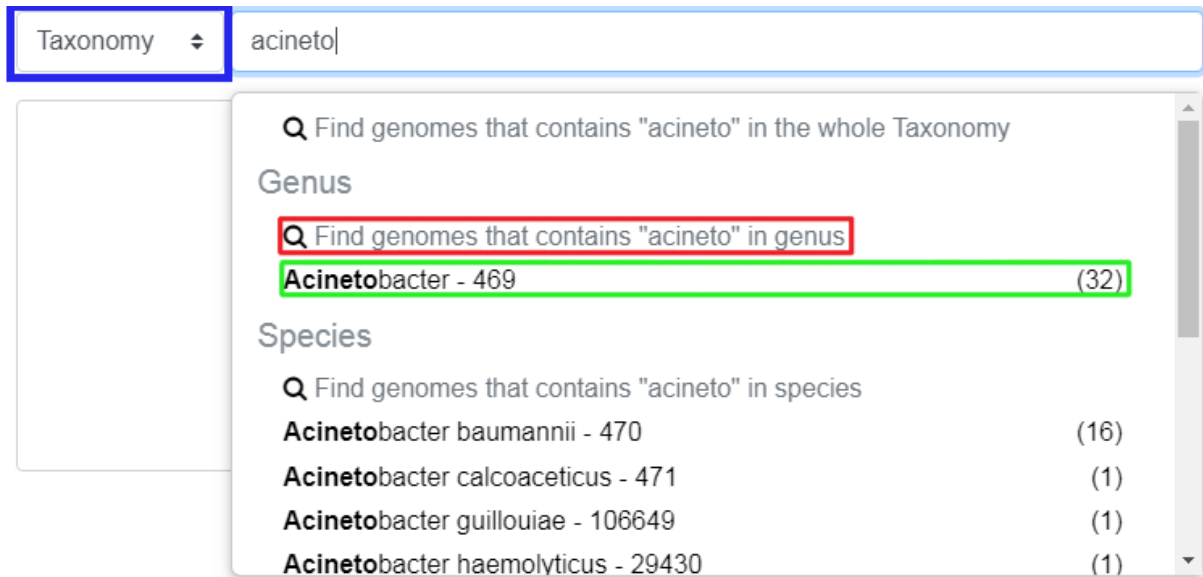 Taxonomy acineto
Find genomes that contains "acineto" in the whole Taxonomy
Genus
Find genomes that contains "acineto" in genus
Acinetobacter - 469 (32)
Species
Find genomes that contains "acineto" in species
Acinetobacter baumannii - 470 (16)
Acinetobacter calcoaceticus - 471 (1)
Acinetobacter guillouiae - 106649 (1)
Acinetobacter haemolyticus - 29430 (1)